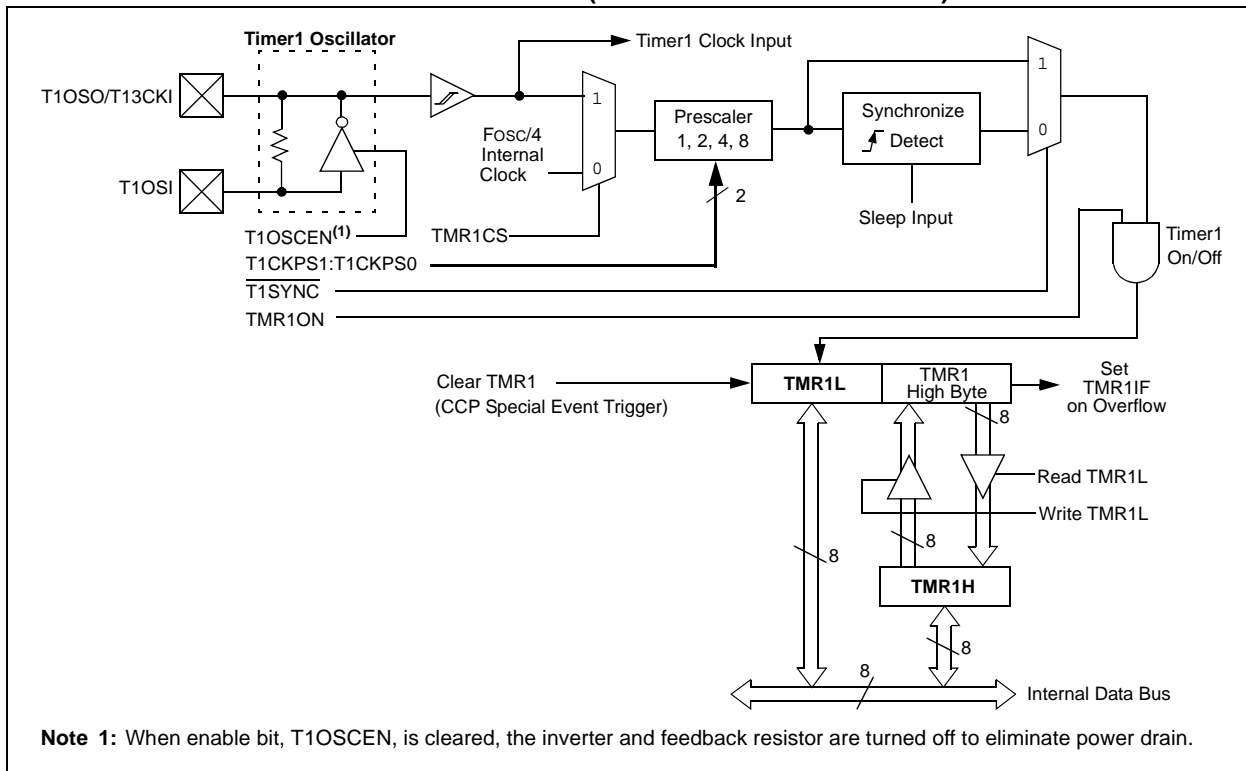 Timer1 Oscillator
Timer1 Clock Input
T1OSO/T13CKI
T1OSI
FOSC/4
Internal
Clock
1
0
Prescaler
1, 2, 4, 8
2
Synchronize
Detect
1
0
Sleep Input
T1OSCEN(1)
TMR1CS
T1CKPS1:T1CKPS0
T1SYNC
TMR1ON
Timer1
On/Off
Clear TMR1
(CCP Special Event Trigger)
TMR1L
TMR1
High Byte
Set
TMR1IF
on Overflow
8
Read TMR1L
Write TMR1L
8
8
TMR1H
8
8
Internal Data Bus
Note 1: When enable bit, T1OSCEN, is cleared, the inverter and feedback resistor are turned off to eliminate power drain.